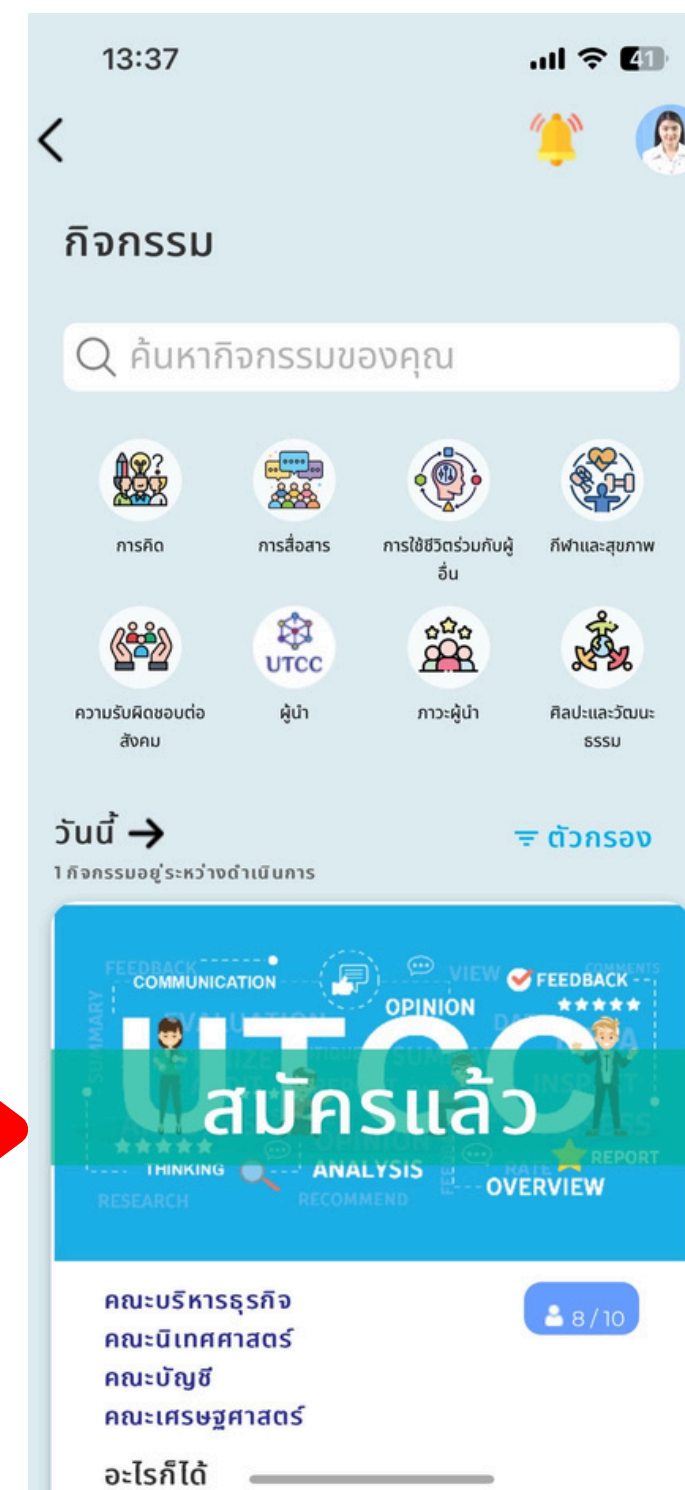 13:37
41
กิจกรรม
ค้นหากิจกรรมของคุณ
การคิด
การสื่อสาร
การใช้ชีวิตร่วมกับผู้
อื่น
กีฬาและสุขภาพ
ความรับผิดชอบต่อ
สังคม
UTCC
ผู้นำ
ภาวะผู้นำ
ศิลปะและวัฒนะ
ธรรม
วันนี้
ตัวกรอง
1 กิจกรรมอยู่ระหว่างดำเนินการ
FEEDBACK
COMMUNICATION
VIEW
FEEDBACK
COMMENTS
OPINION
SUMMARY
UTCC
สมัครแล้ว
THINKING
ANALYSIS
RATE
REPORT
OVERVIEW
RESEARCH
RECOMMEND
คณะบริหารธุรกิจ
8/10
คณะนิเทศศาสตร์
คณะบัญชี
คณะเศรษฐศาสตร์
อะไรก็ได้